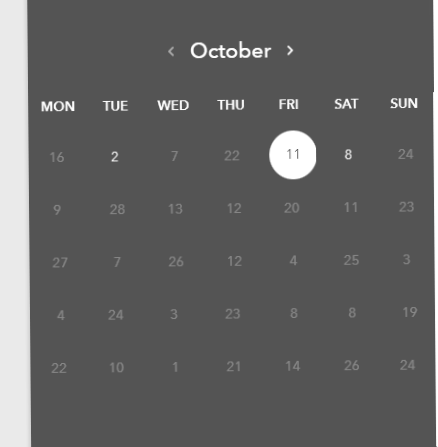 ‹ October ›
MON TUE WED THU FRI SAT SUN
16 2 7 22 11 8 24
9 28 13 12 20 11 23
27 7 26 12 4 25 3
4 24 3 23 8 8 19
22 10 1 21 14 26 24